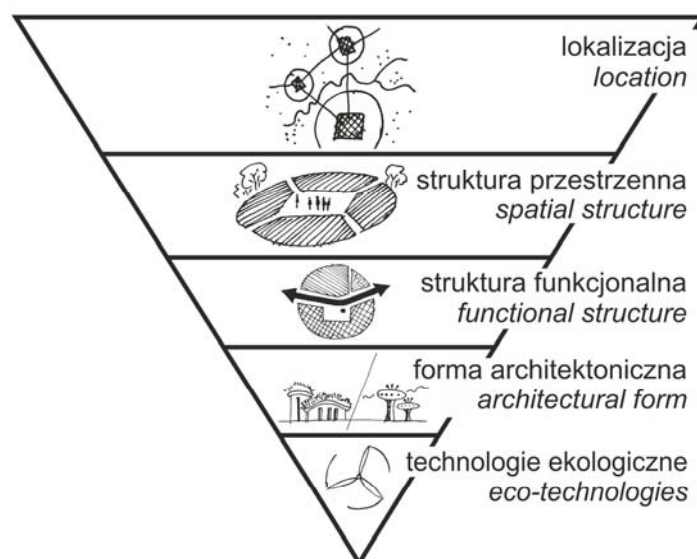 lokalizacja
location
struktura przestrzenna
spatial structure
struktura funkcjonalna
functional structure
forma architektoniczna
architectural form
technologie ekologiczne
eco-technologies